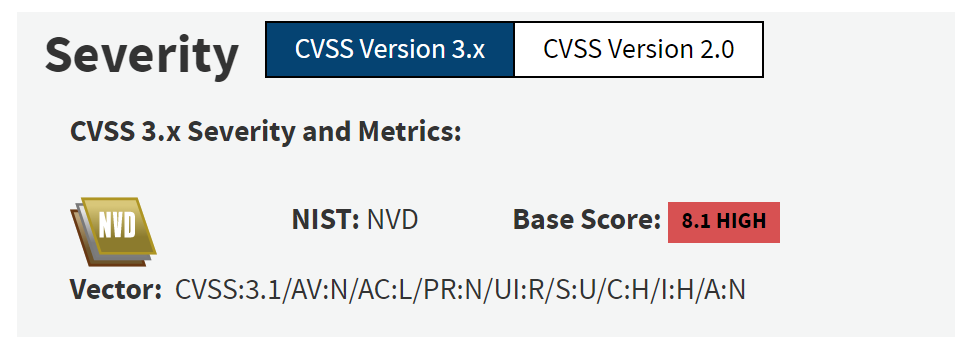 Severity CVSS Version 3.x CVSS Version 2.0
CVSS 3.x Severity and Metrics:
NVD NIST: NVD Base Score: 8.1 HIGH
Vector: CVSS:3.1/AV:N/AC:L/PR:N/UI:R/S:U/C:H/I:H/A:N